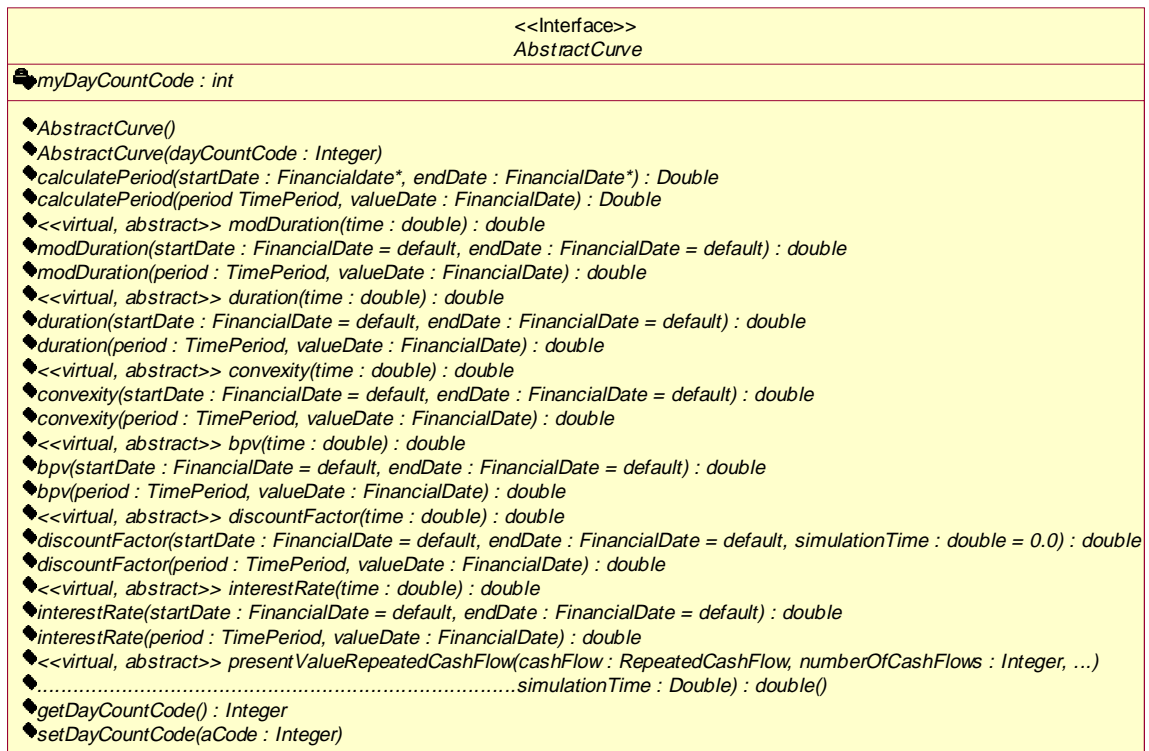 <<Interface>>
AbstractCurve
myDayCountCode : int
AbstractCurve()
AbstractCurve(dayCountCode : Integer)
calculatePeriod(startDate : Financialdate*, endDate : FinancialDate*) : Double
calculatePeriod(period TimePeriod, valueDate : FinancialDate) : Double
<<virtual, abstract>> modDuration(time : double) : double
modDuration(startDate : FinancialDate = default, endDate : FinancialDate = default) : double
modDuration(period : TimePeriod, valueDate : FinancialDate) : double
<<virtual, abstract>> duration(time : double) : double
duration(startDate : FinancialDate = default, endDate : FinancialDate = default) : double
duration(period : TimePeriod, valueDate : FinancialDate) : double
<<virtual, abstract>> convexity(time : double) : double
convexity(startDate : FinancialDate = default, endDate : FinancialDate = default) : double
convexity(period : TimePeriod, valueDate : FinancialDate) : double
<<virtual, abstract>> bpv(time : double) : double
bpv(startDate : FinancialDate = default, endDate : FinancialDate = default) : double
bpv(period : TimePeriod, valueDate : FinancialDate) : double
<<virtual, abstract>> discountFactor(time : double) : double
discountFactor(startDate : FinancialDate = default, endDate : FinancialDate = default, simulationTime : double = 0.0) : double
discountFactor(period : TimePeriod, valueDate : FinancialDate) : double
<<virtual, abstract>> interestRate(time : double) : double
interestRate(startDate : FinancialDate = default, endDate : FinancialDate = default) : double
interestRate(period : TimePeriod, valueDate : FinancialDate) : double
<<virtual, abstract>> presentValueRepeatedCashFlow(cashFlow : RepeatedCashFlow, numberOfCashFlows : Integer, ...)
...............................................................................simulationTime : Double) : double()
getDayCountCode() : Integer
setDayCountCode(aCode : Integer)